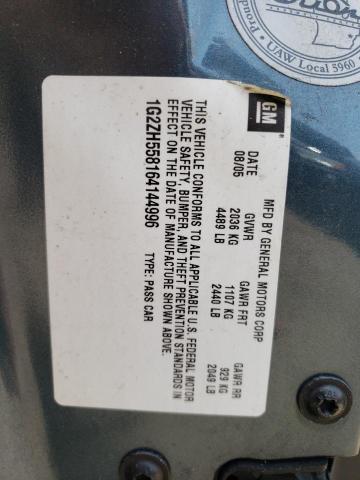 GM
MFD BY GENERAL MOTORS CORP
DATE GVWR GAWR FRT GAWR RR
08/05 2036 KG 1107 KG 929 KG
4489 LB 2440 LB 2049 LB
THIS VEHICLE CONFORMS TO ALL APPLICABLE U.S. FEDERAL MOTOR
VEHICLE SAFETY, BUMPER, AND THEFT PREVENTION STANDARDS IN
EFFECT ON THE DATE OF MANUFACTURE SHOWN ABOVE.
1G2ZH558164144996 TYPE: PASS CAR
UAW Local 5960